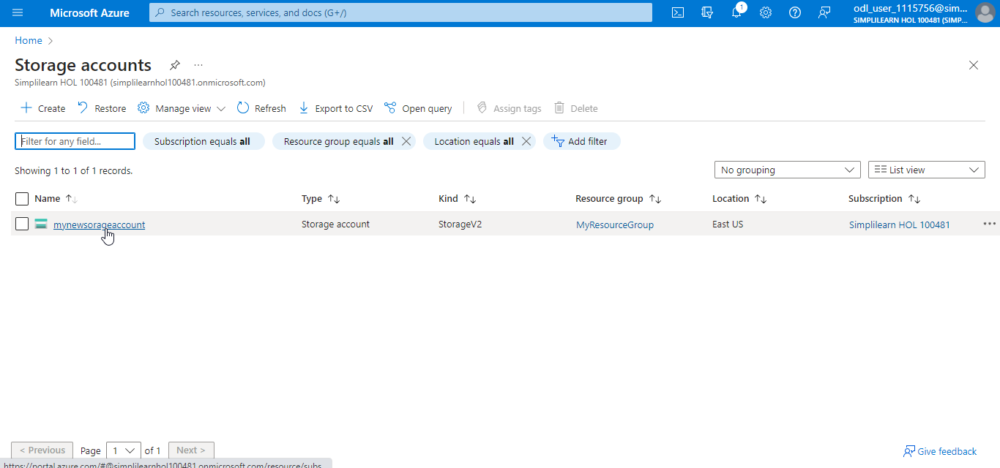 Microsoft Azure
Search resources, services, and docs (G+/)
1
odl_user_1115756@sim...
SIMPLILEARN HOL 100481 (SIMP...
Home
Storage accounts
...
Simplilearn HOL 100481 (simplilearnhol100481.onmicrosoft.com)
Create Restore Manage view Refresh Export to CSV Open query Assign tags Delete
Filter for any field... Subscription equals all Resource group equals all Location equals all Add filter
Showing 1 to 1 of 1 records.
No grouping List view
Name Type Kind Resource group Location Subscription
mynewsorageaccount Storage account StorageV2 MyResourceGroup East US Simplilearn HOL 100481 ...
< Previous Page 1 of 1 Next >
Give feedback
https://portal.azure.com/#@simplilearnhol100481.onmicrosoft.com/resource/subs...